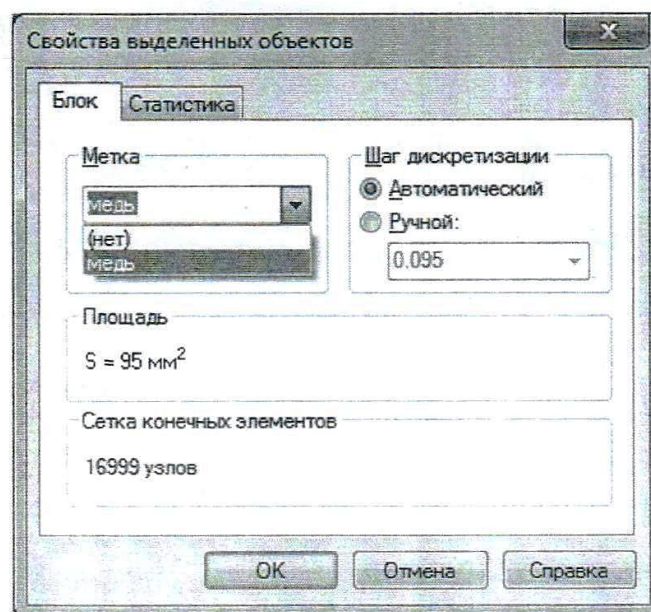 Свойства выделенных объектов
Блок Статистика
Метка
медь
(нет)
медь
Шаг дискретизации
Автоматический
Ручной:
0.095
Площадь
S = 95 мм²
Сетка конечных элементов
16999 узлов
ОК Отмена Справка